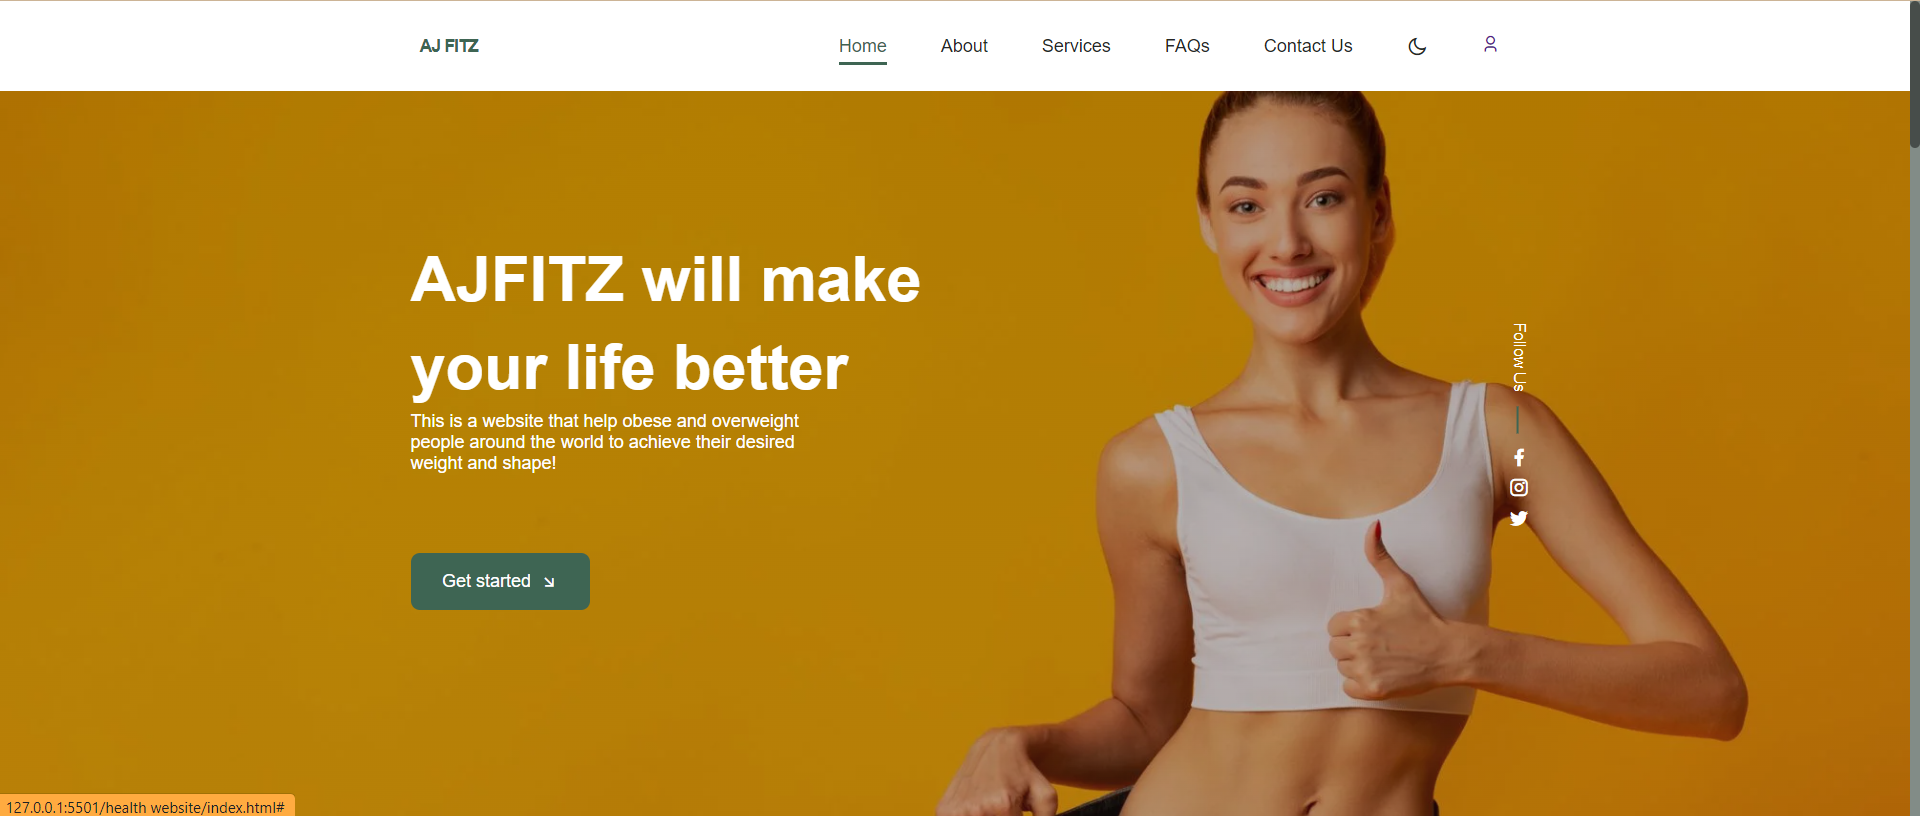 AJ FITZ
Home
About
Services
FAQs
Contact Us
AJFITZ will make
your life better
This is a website that help obese and overweight
people around the world to achieve their desired
weight and shape!
Get started
Follow Us
127.0.0.1:5501/health website/index.html#